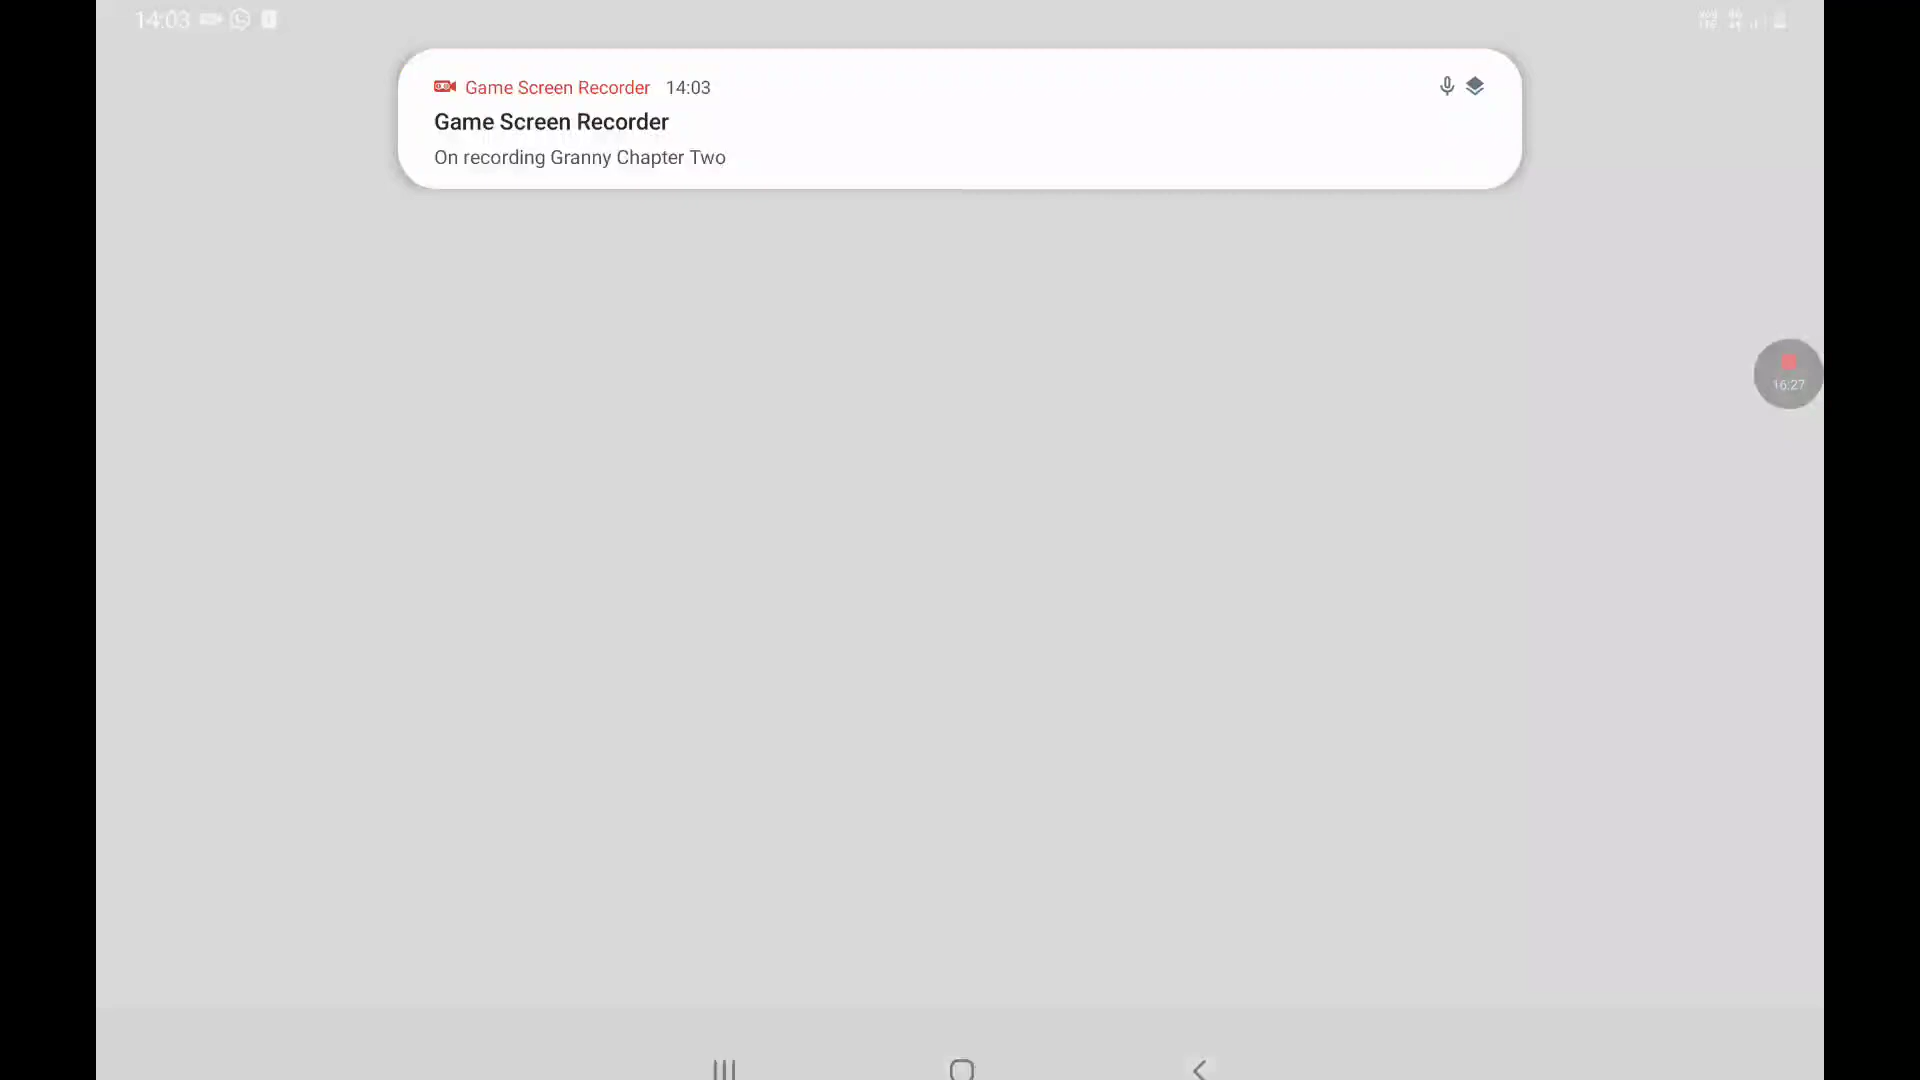 14:03
Game Screen Recorder 14:03
Game Screen Recorder
On recording Granny Chapter Two
16:27